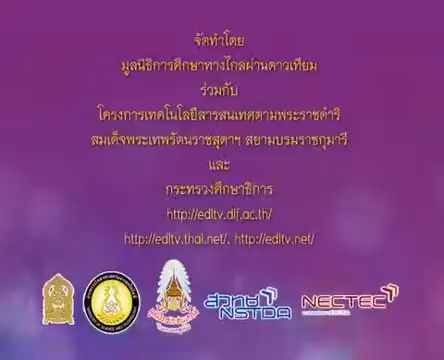 จัดทำโดย
มูลนิธิการศึกษาทางไกลผ่านดาวเทียม
ร่วมกับ
โครงการเทคโนโลยีสารสนเทศตามพระราชดำริ
สมเด็จพระเทพรัตนราชสุดาฯ สยามบรมราชกุมารี
และ
กระทรวงศึกษาธิการ
http://edltv.dlf.ac.th/
http://edltv.thai.net/, http://edltv.net/
สวทช NECTEC
NSTDA